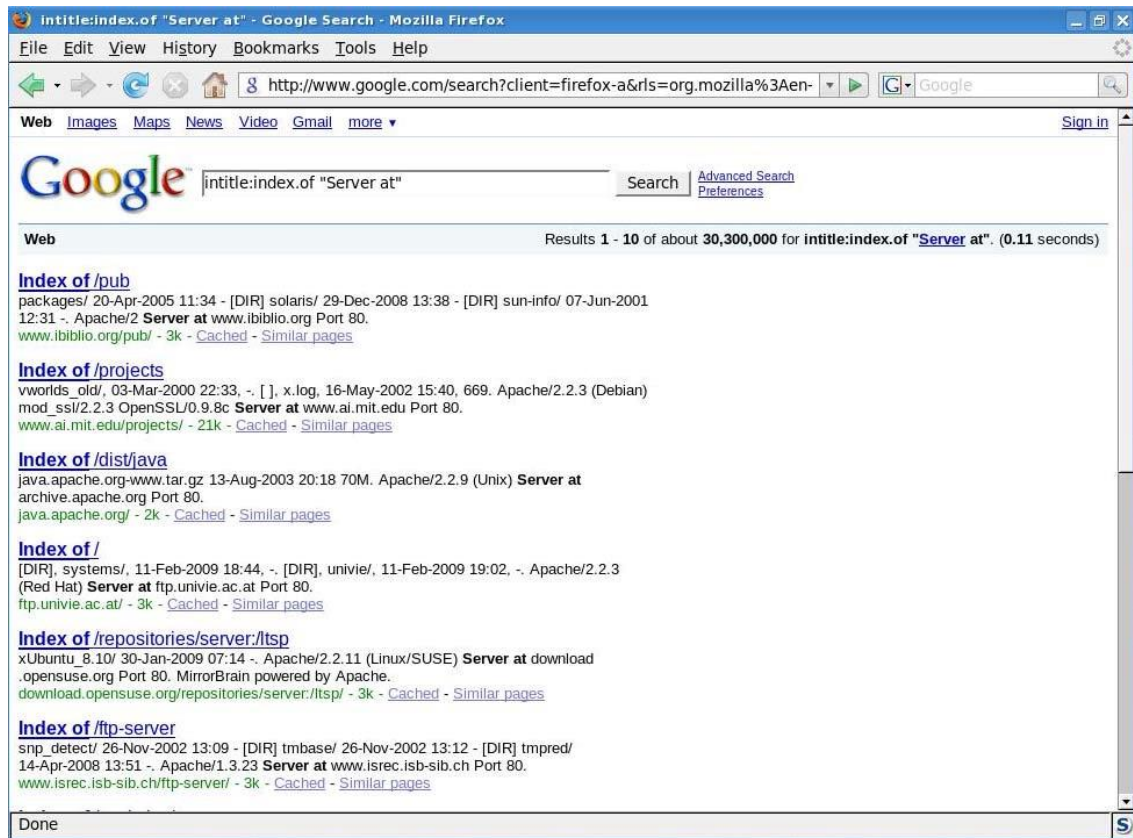 intitle:index.of "Server at" - Google Search - Mozilla Firefox
File Edit View History Bookmarks Tools Help
http://www.google.com/search?client=firefox-a&rls=org.mozilla%3Aen- G Google
Web Images Maps News Video Gmail more ▾ Sign in
Google intitle:index.of "Server at" Search Advanced Search
Preferences
Web Results 1 - 10 of about 30,300,000 for intitle:index.of "Server at". (0.11 seconds)
Index of /pub
packages/ 20-Apr-2005 11:34 - [DIR] solaris/ 29-Dec-2008 13:38 - [DIR] sun-info/ 07-Jun-2001
12:31 -. Apache/2 Server at www.ibiblio.org Port 80.
www.ibiblio.org/pub/ - 3k - Cached - Similar pages
Index of /projects
vworlds_old/, 03-Mar-2000 22:33, -. [ ], x.log, 16-May-2002 15:40, 669. Apache/2.2.3 (Debian)
mod_ssl/2.2.3 OpenSSL/0.9.8c Server at www.ai.mit.edu Port 80.
www.ai.mit.edu/projects/ - 21k - Cached - Similar pages
Index of /dist/java
java.apache.org-www.tar.gz 13-Aug-2003 20:18 70M. Apache/2.2.9 (Unix) Server at
archive.apache.org Port 80.
java.apache.org/ - 2k - Cached - Similar pages
Index of /
[DIR], systems/, 11-Feb-2009 18:44, -. [DIR], univie/, 11-Feb-2009 19:02, -. Apache/2.2.3
(Red Hat) Server at ftp.univie.ac.at Port 80.
ftp.univie.ac.at/ - 3k - Cached - Similar pages
Index of /repositories/server:/ltsp
xUbuntu_8.10/ 30-Jan-2009 07:14 -. Apache/2.2.11 (Linux/SUSE) Server at download
.opensuse.org Port 80. MirrorBrain powered by Apache.
download.opensuse.org/repositories/server:/ltsp/ - 3k - Cached - Similar pages
Index of /ftp-server
snp_detect/ 26-Nov-2002 13:09 - [DIR] tmbase/ 26-Nov-2002 13:12 - [DIR] tmpred/
14-Apr-2008 13:51 -. Apache/1.3.23 Server at www.isrec.isb-sib.ch Port 80.
www.isrec.isb-sib.ch/ftp-server/ - 3k - Cached - Similar pages
Done